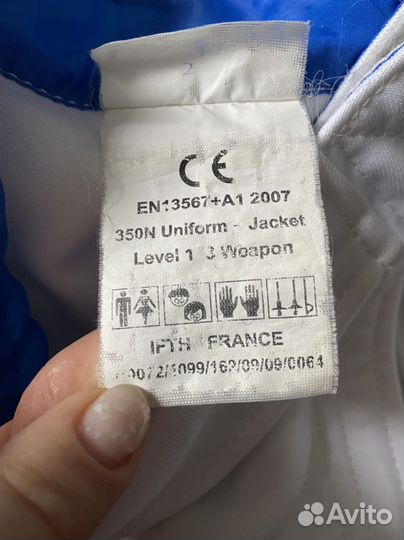 CE
EN13567+A1 2007
350N Uniform - Jacket
Level 1 3 Weapon
IFTH FRANCE
0072/1099/162/09/09/0064
Avito